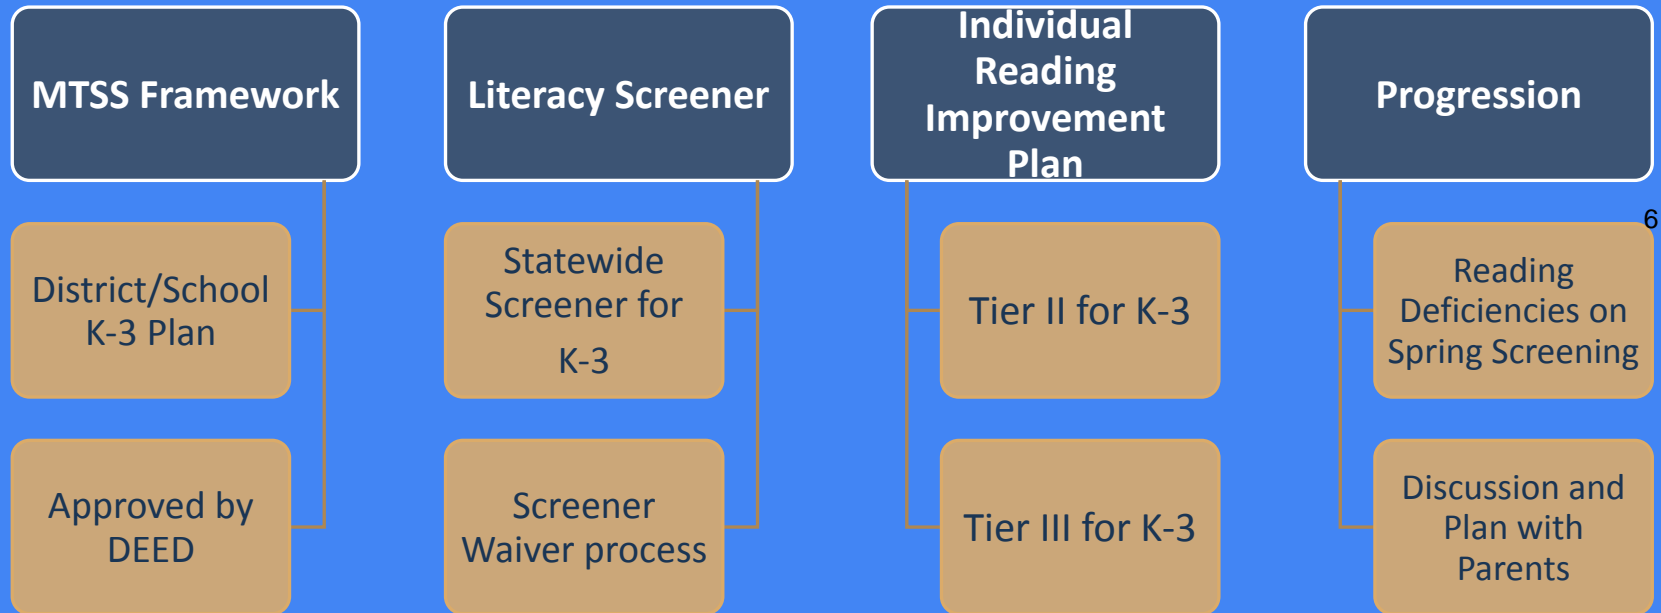 MTSS Framework
District/School
K-3 Plan
Approved by
DEED
Literacy Screener
Statewide
Screener for
K-3
Screener
Waiver process
Individual
Reading
Improvement
Plan
Tier II for K-3
Tier III for K-3
Progression
6
Reading
Deficiencies on
Spring Screening
Discussion and
Plan with
Parents